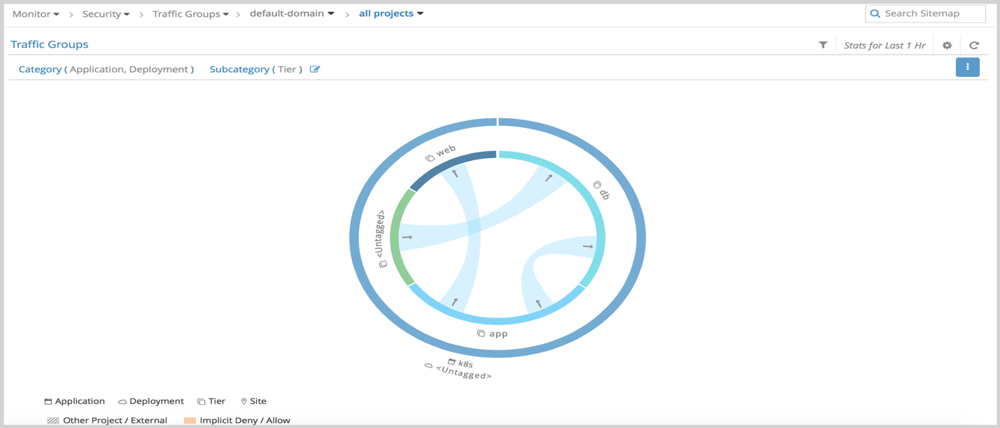 Monitor > Security > Traffic Groups > default-domain > all projects
Search Sitemap
Traffic Groups
Stats for Last 1 Hr
Category ( Application, Deployment ) Subcategory ( Tier )
web
db
<Untagged>
app
k8s
<Untagged>
Application Deployment Tier Site
Other Project / External Implicit Deny / Allow